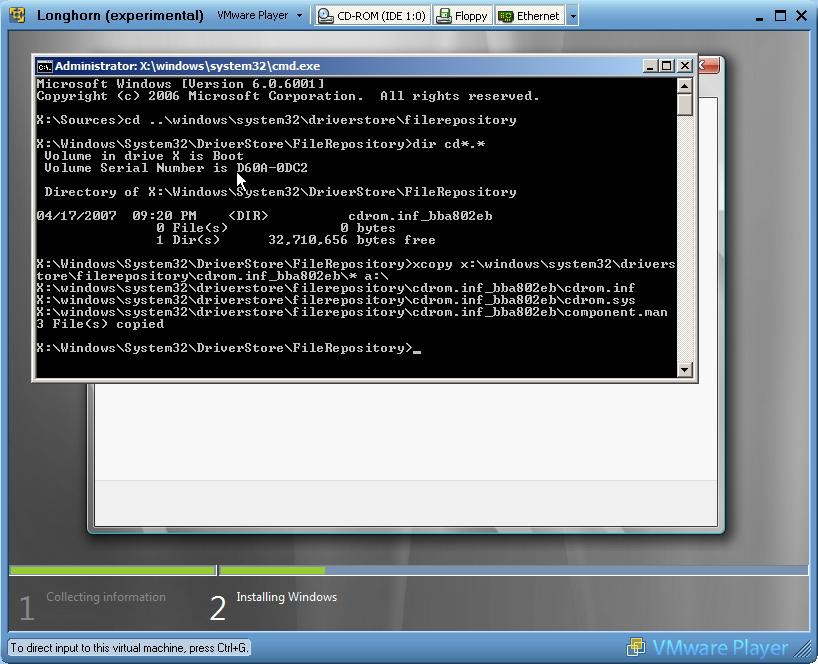 Longhorn (experimental) VMware Player CD-ROM (IDE 1:0) Floppy Ethernet
Administrator: X:\windows\system32\cmd.exe
Microsoft Windows [Version 6.0.6001]
Copyright (c) 2006 Microsoft Corporation.  All rights reserved.
X:\Sources>cd ..\windows\system32\driverstore\filerepository
X:\Windows\System32\DriverStore\FileRepository>dir cd*.*
Volume in drive X is Boot
Volume Serial Number is D60A-0DC2
Directory of X:\Windows\System32\DriverStore\FileRepository
04/17/2007  09:20 PM    <DIR>          cdrom.inf_bba802eb
0 File(s)              0 bytes
1 Dir(s)      32,710,656 bytes free
X:\Windows\System32\DriverStore\FileRepository>xcopy x:\windows\system32\drivers
tore\filerepository\cdrom.inf_bba802eb\* a:\
X:\windows\system32\driverstore\filerepository\cdrom.inf_bba802eb\cdrom.inf
X:\windows\system32\driverstore\filerepository\cdrom.inf_bba802eb\cdrom.sys
X:\windows\system32\driverstore\filerepository\cdrom.inf_bba802eb\component.man
3 File(s) copied
X:\Windows\System32\DriverStore\FileRepository>_
1 Collecting information 2 Installing Windows
To direct input to this virtual machine, press Ctrl+G. VMware Player